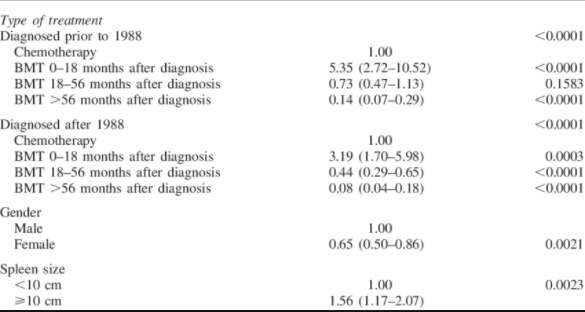 Type of treatment
Diagnosed prior to 1988 <0.0001
Chemotherapy 1.00
BMT 0–18 months after diagnosis 5.35 (2.72–10.52) <0.0001
BMT 18–56 months after diagnosis 0.73 (0.47–1.13) 0.1583
BMT >56 months after diagnosis 0.14 (0.07–0.29) <0.0001
Diagnosed after 1988 <0.0001
Chemotherapy 1.00
BMT 0–18 months after diagnosis 3.19 (1.70–5.98) 0.0003
BMT 18–56 months after diagnosis 0.44 (0.29–0.65) <0.0001
BMT >56 months after diagnosis 0.08 (0.04–0.18) <0.0001
Gender
Male 1.00
Female 0.65 (0.50–0.86) 0.0021
Spleen size
<10 cm 1.00 0.0023
⩾10 cm 1.56 (1.17–2.07)